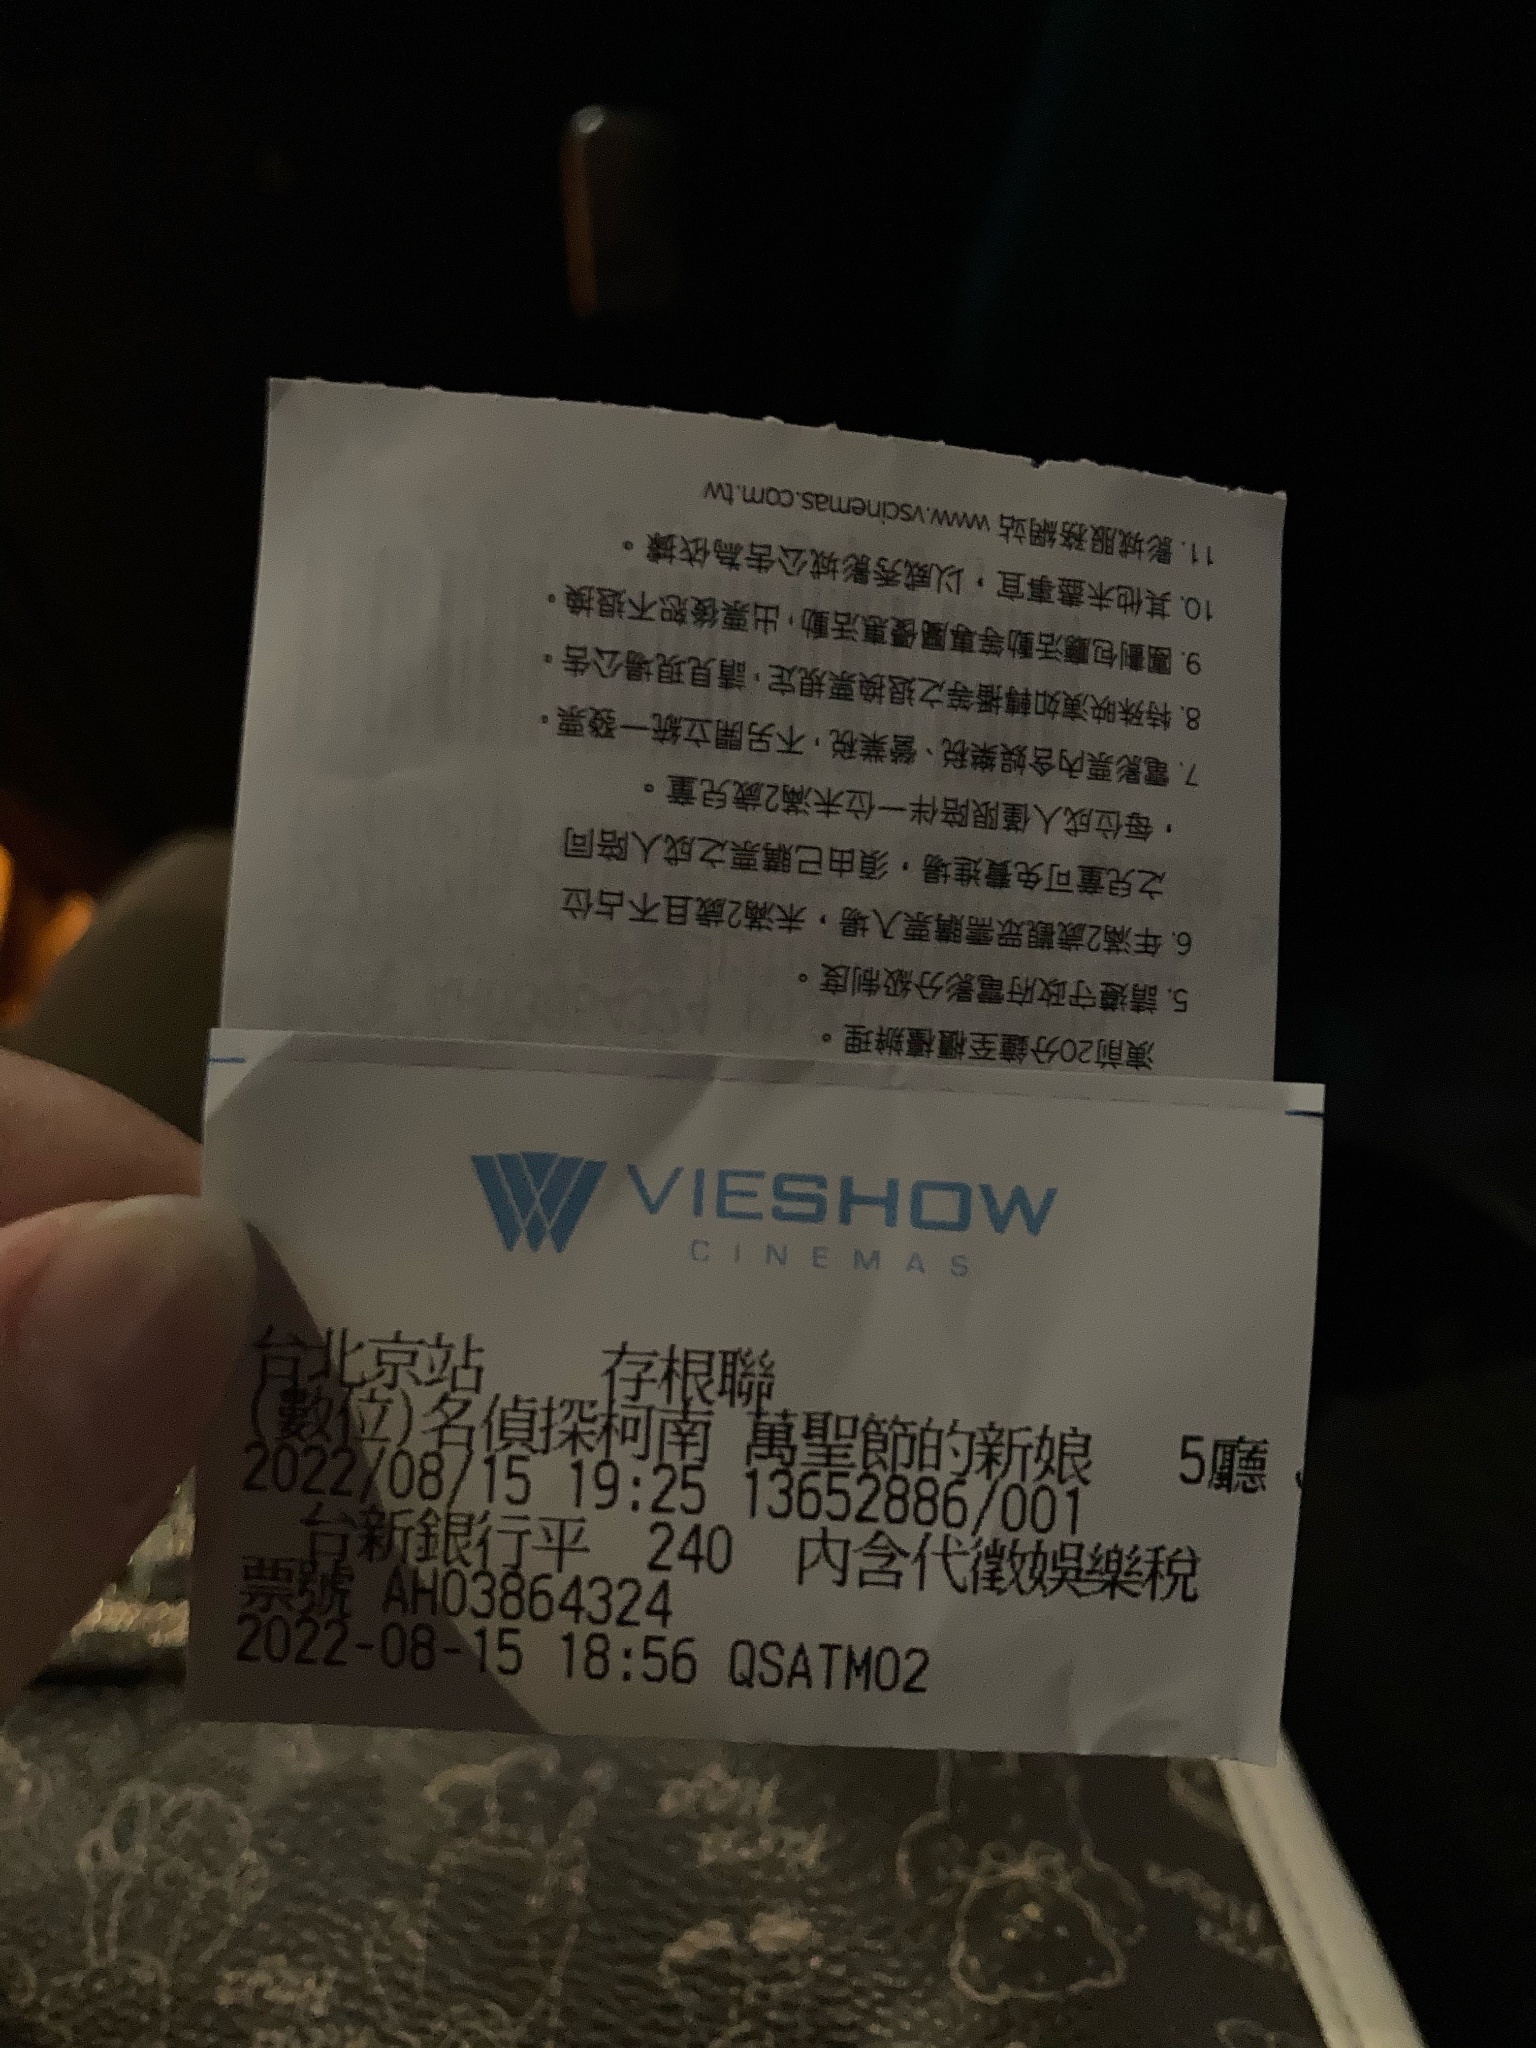 11. 影城服務網站 www.vscinemas.com.tw
10. 其他未盡事宜，以威秀影城公告為依據。
9. 團劃包廳活動等專屬優惠活動，出票後恕不退換。
8. 特殊映演如轉播等之退換票規定，請見現場公告。
7. 電影票內含娛樂稅、營業稅，不另開立統一發票。
，每位成人僅限陪伴一位未滿2歲兒童。
之兒童可免費進場，須由已購票之成人陪同
6. 年滿2歲觀眾需購票入場，未滿2歲且不占位
5. 請遵守政府電影分級制度。
演前20分鐘至櫃檯辦理。
VIESHOW
CINEMAS
台北京站 存根聯
(數位)名偵探柯南 萬聖節的新娘 5廳
2022/08/15 19:25 13652886/001
台新銀行平 240 內含代徵娛樂稅
票號 AH03864324
2022-08-15 18:56 QSATM02